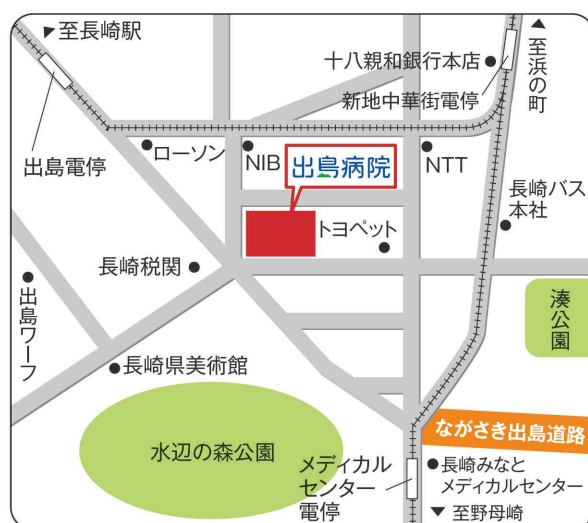 至長崎駅
十八親和銀行本店
至浜の町
新地中華街電停
出島電停
ローソン
NIB
出島病院
NTT
長崎バス
本社
トヨペット
長崎税関
出島ワーフ
湊公園
長崎県美術館
水辺の森公園
ながさき出島道路
メディカル
センター
電停
長崎みなと
メディカルセンター
至野母崎